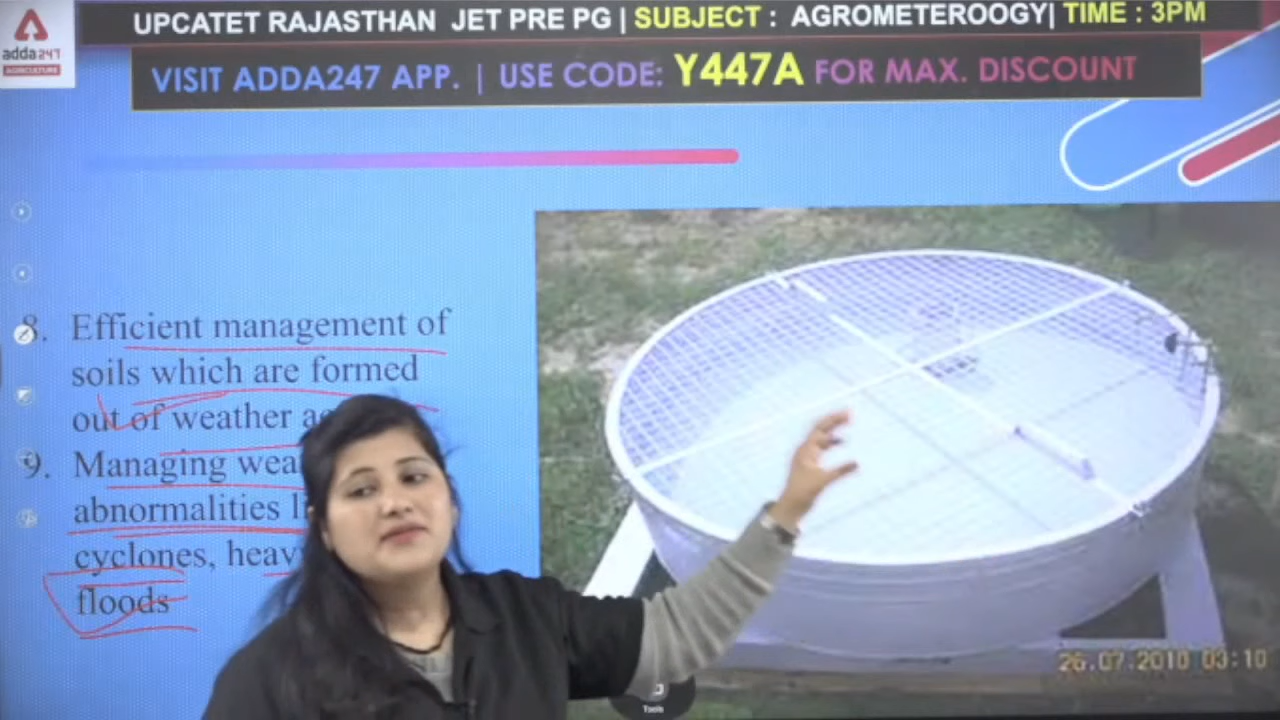 UPCATET RAJASTHAN JET PRE PG | SUBJECT : AGROMETEROOGY| TIME : 3PM
adda247
AGRICULTURE
VISIT ADDA247 APP. | USE CODE: Y447A FOR MAX. DISCOUNT
8. Efficient management of
soils which are formed
out of weather
9. Managing
abnormalities
cyclones,
floods
26.07.2010 03:10
Tools